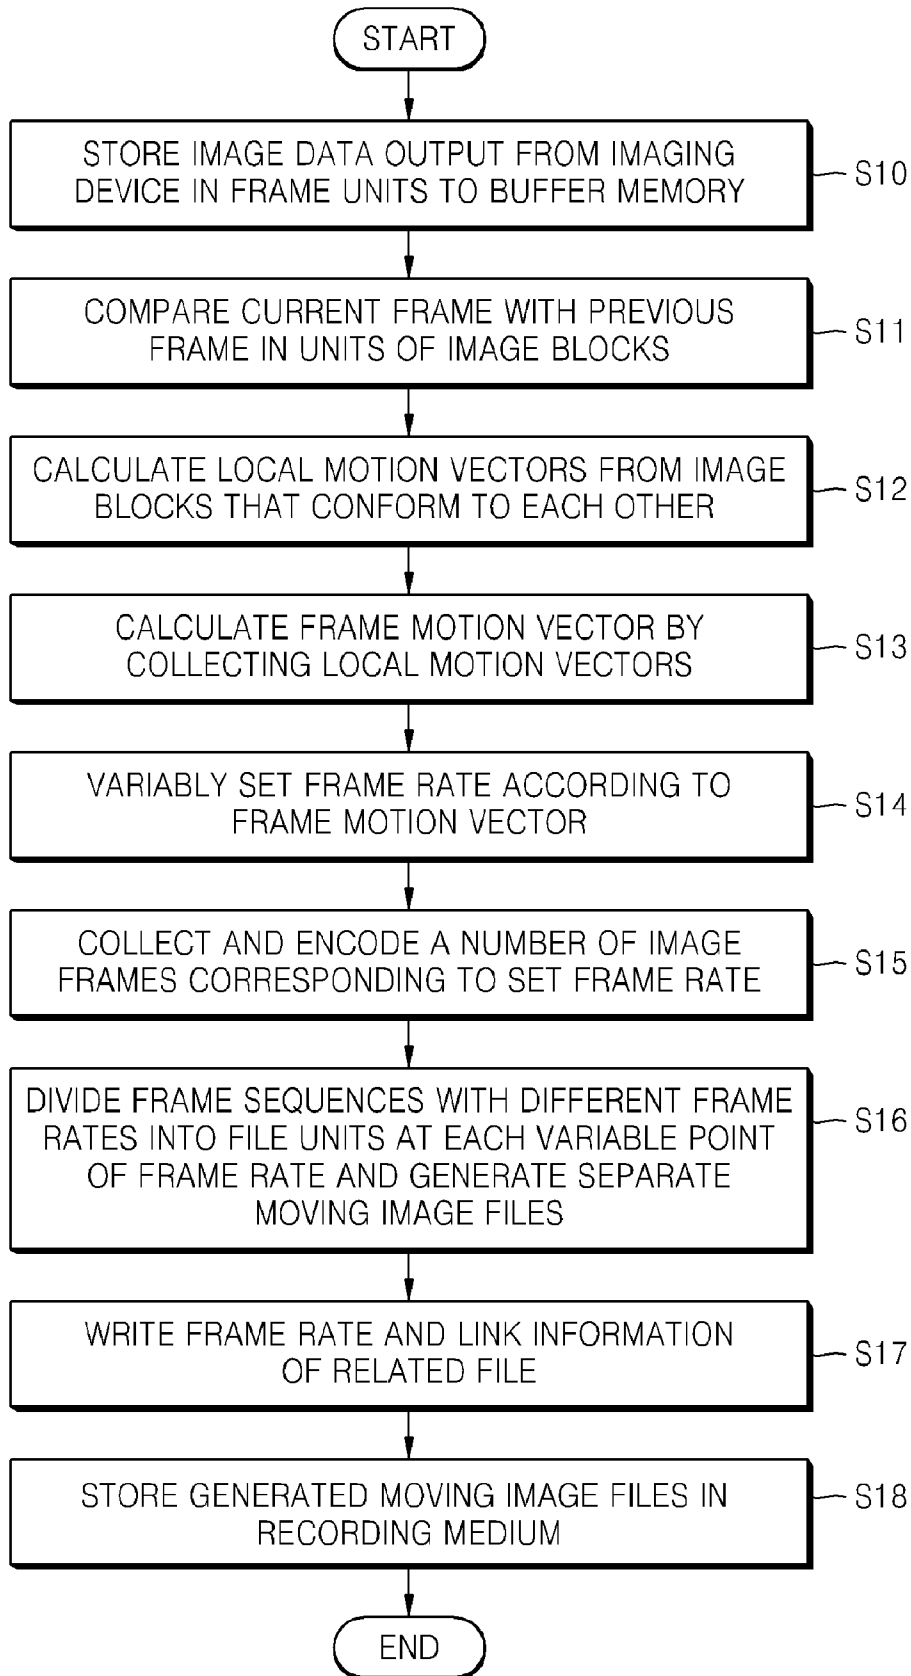 START
STORE IMAGE DATA OUTPUT FROM IMAGING
DEVICE IN FRAME UNITS TO BUFFER MEMORY
S10
COMPARE CURRENT FRAME WITH PREVIOUS
FRAME IN UNITS OF IMAGE BLOCKS
S11
CALCULATE LOCAL MOTION VECTORS FROM IMAGE
BLOCKS THAT CONFORM TO EACH OTHER
S12
CALCULATE FRAME MOTION VECTOR BY
COLLECTING LOCAL MOTION VECTORS
S13
VARIABLY SET FRAME RATE ACCORDING TO
FRAME MOTION VECTOR
S14
COLLECT AND ENCODE A NUMBER OF IMAGE
FRAMES CORRESPONDING TO SET FRAME RATE
S15
DIVIDE FRAME SEQUENCES WITH DIFFERENT FRAME
RATES INTO FILE UNITS AT EACH VARIABLE POINT
OF FRAME RATE AND GENERATE SEPARATE
MOVING IMAGE FILES
S16
WRITE FRAME RATE AND LINK INFORMATION
OF RELATED FILE
S17
STORE GENERATED MOVING IMAGE FILES IN
RECORDING MEDIUM
S18
END